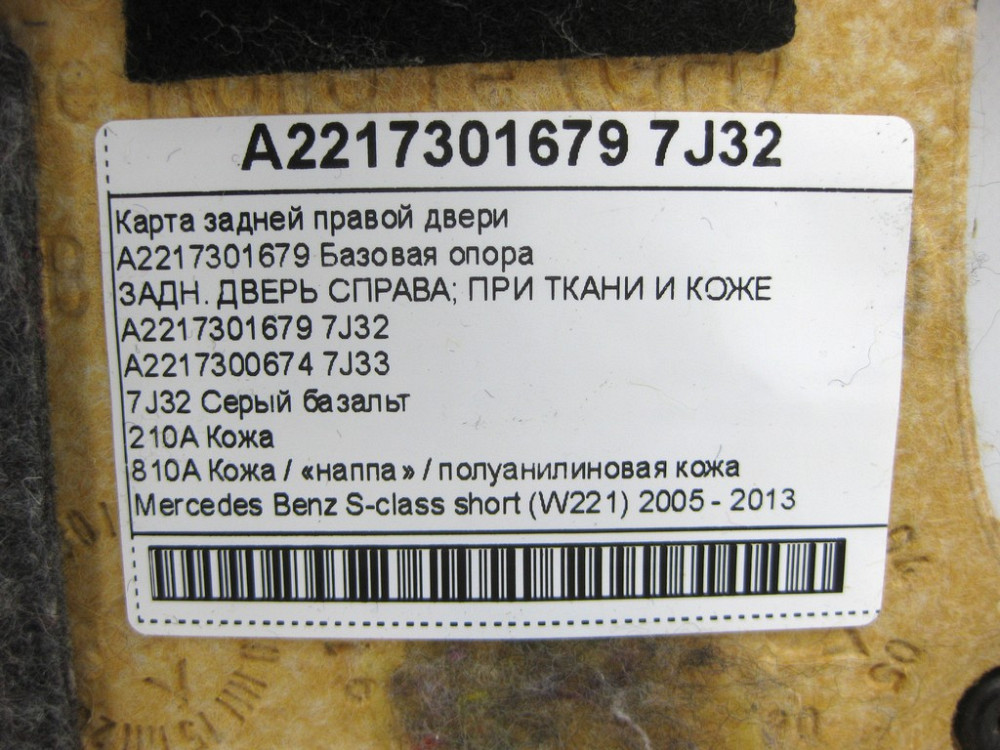 A2217301679 7J32
Карта задней правой двери
A2217301679 Базовая опора
ЗАДН. ДВЕРЬ СПРАВА; ПРИ ТКАНИ И КОЖЕ
A2217301679 7J32
A2217300674 7J33
7J32 Серый базальт
210A Кожа
810A Кожа / «наппа» / полуанилиновая кожа
Mercedes Benz S-class short (W221) 2005 - 2013